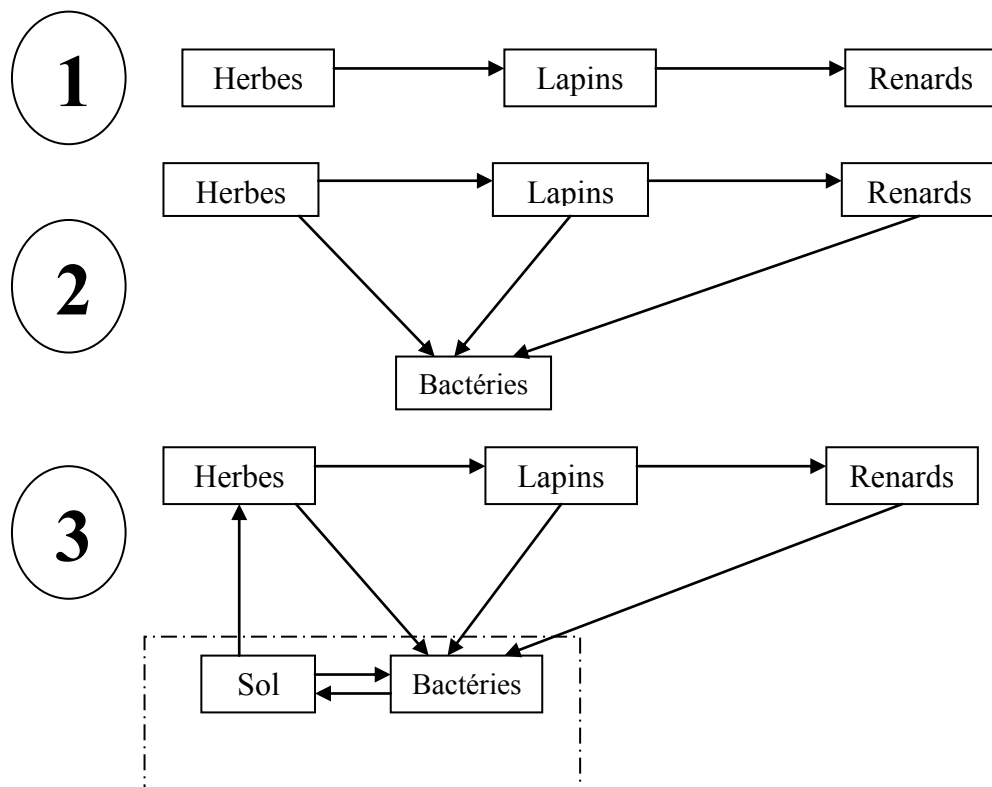 1
Herbes Lapins Renards
2
Herbes Lapins Renards
Bactéries
3
Herbes Lapins Renards
Sol Bactéries